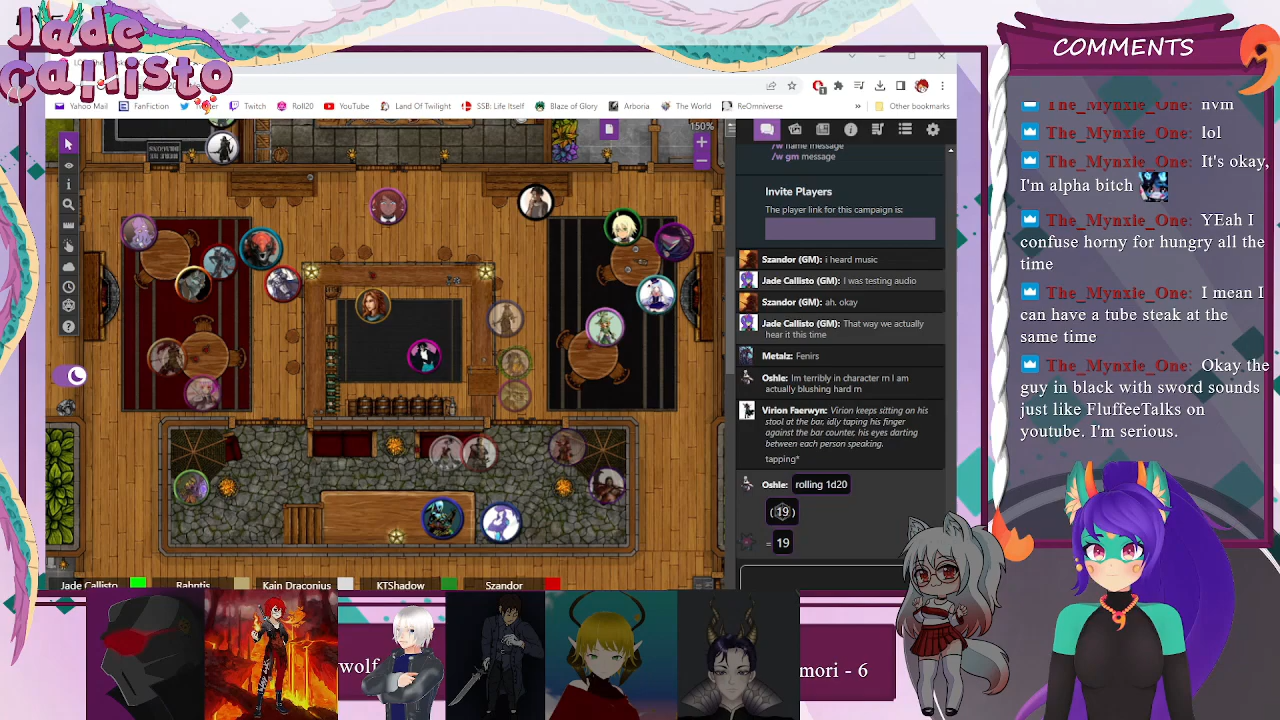 Jade
Callisto
Yahoo Mail
FanFiction
Twitch
Roll20
YouTube
Land Of Twilight
SSB: Life Itself
Blaze of Glory
Arboria
The World
ReOmniverse
»
Other bookmarks
150%
/w name message
/w gm message
Invite Players
The player link for this campaign is:
Szandor (GM): i heard music
Jade Callisto (GM): I was testing audio
Szandor (GM): ah. okay
Jade Callisto (GM): That way we actually
hear it this time
Metalz: Fenirs
Oshle: Im terribly in character rn I am
actually blushing hard rn
Virion Faerwyn: Virion keeps sitting on his
stool at the bar, idly taping his finger
against the bar counter, his eyes darting
between each person speaking.
tapping*
Oshle: rolling 1d20
(19)
= 19
Jade Callisto
Kain Draconius
KTShadow
Szandor
wolf
mori - 6
COMMENTS
The_Mynxie_One: nvm
The_Mynxie_One: lol
The_Mynxie_One: It's okay,
I'm alpha bitch
The_Mynxie_One: YEah I
confuse horny for hungry all the
time
The_Mynxie_One: I mean I
can have a tube steak at the
same time
The_Mynxie_One: Okay the
guy in black with sword sounds
just like FluffeeTalks on
youtube. I'm serious.